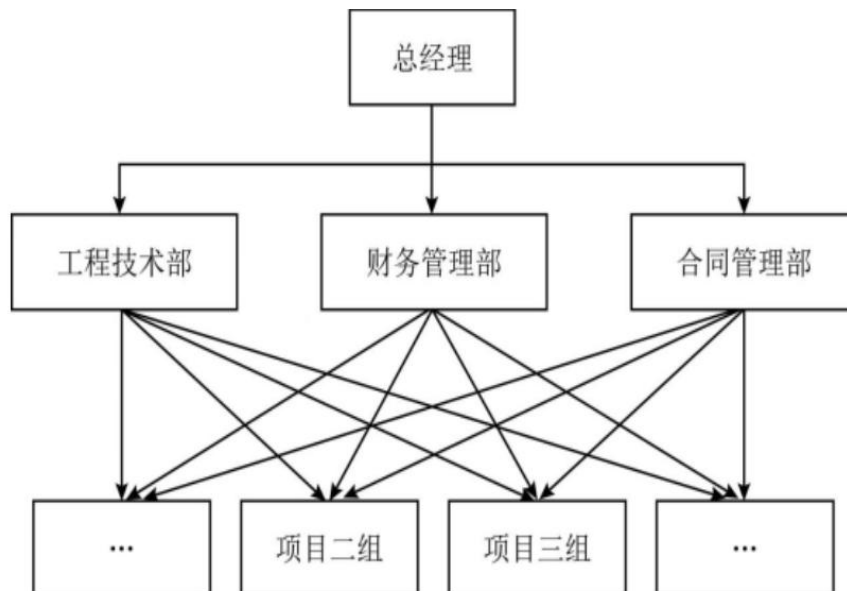 总经理
工程技术部
财务管理部
合同管理部
…
项目二组
项目三组
…